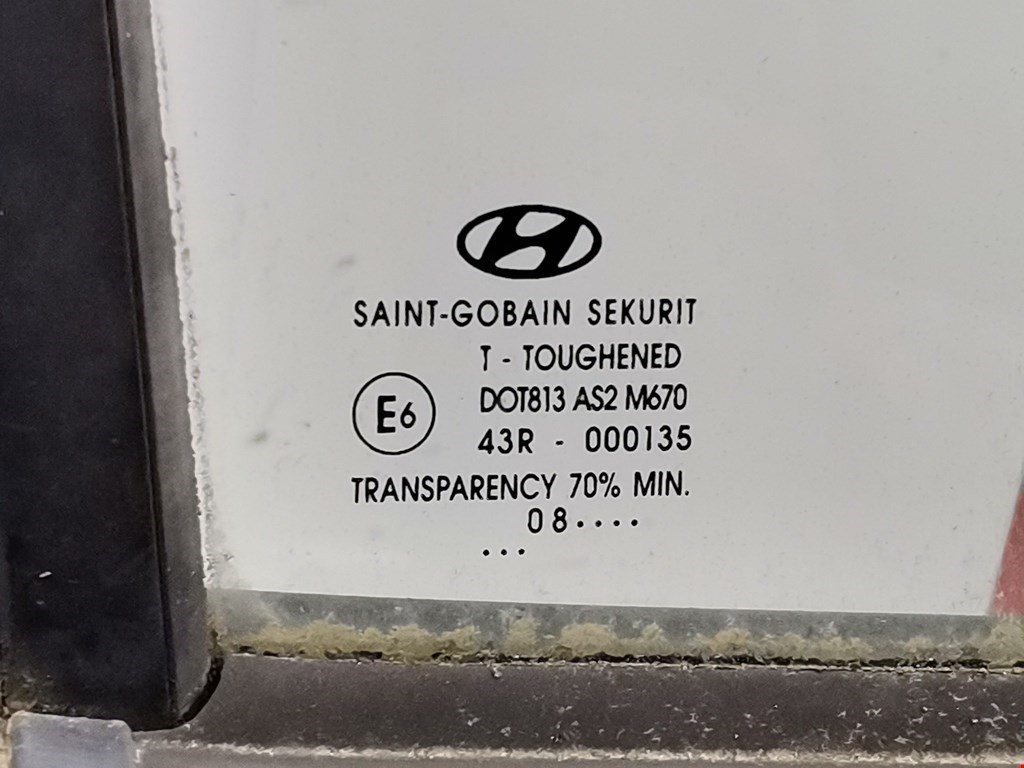 SAINT-GOBAIN SEKURIT
T - TOUGHENED
E6
DOT813 AS2 M670
43R - 000135
TRANSPARENCY 70% MIN.
08....
...